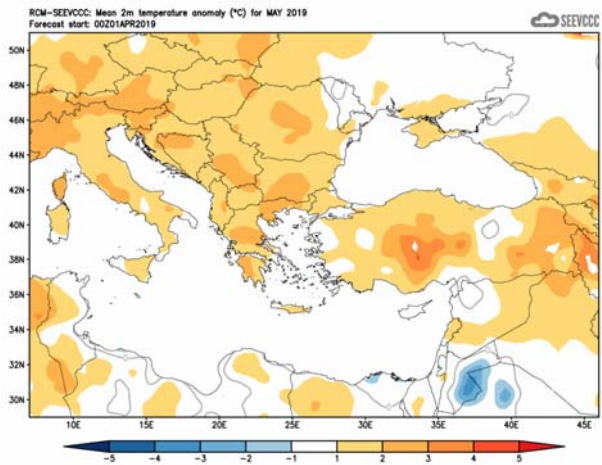 RCM-SEEVCCC: Mean 2m temperature anomaly (°C) for MAY 2019
Forecast start: 00Z01APR2019
SEEVCCC
50N
48N
46N
44N
42N
40N
38N
36N
34N
32N
30N
10E 15E 20E 25E 30E 35E 40E 45E
-5 -4 -3 -2 -1 1 2 3 4 5